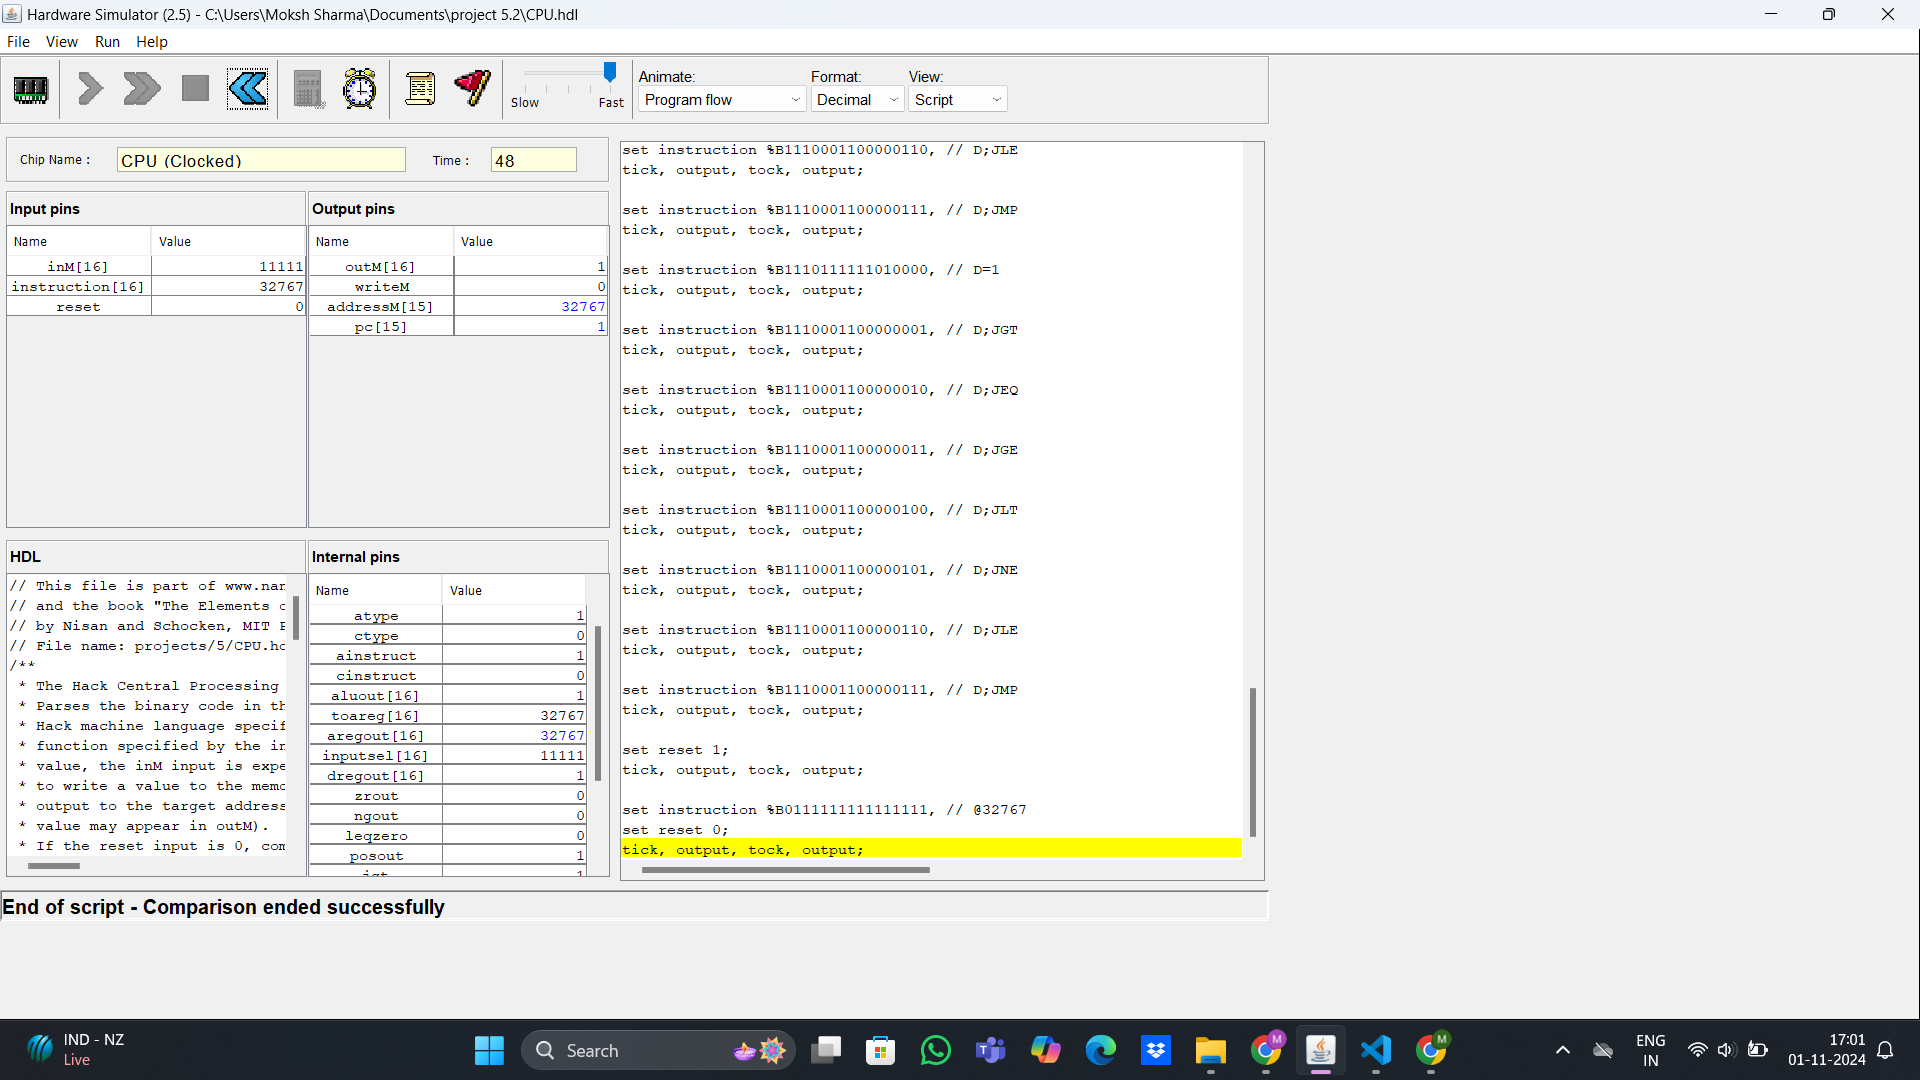 Hardware Simulator (2.5) - C:\Users\Moksh Sharma\Documents\project 5.2\CPU.hdl
File View Run Help
Slow Fast
Animate: Format: View:
Program flow Decimal Script
Chip Name : CPU (Clocked) Time : 48
Input pins
Name Value
inM[16] 11111
instruction[16] 32767
reset 0
Output pins
Name Value
outM[16] 1
writeM 0
addressM[15] 32767
pc[15] 1
HDL
// This file is part of www.nan
// and the book "The Elements o
// by Nisan and Schocken, MIT P
// File name: projects/5/CPU.hd
/**
* The Hack Central Processing
* Parses the binary code in th
* Hack machine language specif
* function specified by the in
* value, the inM input is expe
* to write a value to the memo
* output to the target address
* value may appear in outM).
* If the reset input is 0, com
Internal pins
Name Value
atype 1
ctype 0
ainstruct 1
cinstruct 0
aluout[16] 1
toareg[16] 32767
aregout[16] 32767
inputsel[16] 11111
dregout[16] 1
zrout 0
ngout 0
leqzero 0
posout 1
jgt 1
set instruction %B1110001100000110, // D;JLE
tick, output, tock, output;
set instruction %B1110001100000111, // D;JMP
tick, output, tock, output;
set instruction %B1110111111010000, // D=1
tick, output, tock, output;
set instruction %B1110001100000001, // D;JGT
tick, output, tock, output;
set instruction %B1110001100000010, // D;JEQ
tick, output, tock, output;
set instruction %B1110001100000011, // D;JGE
tick, output, tock, output;
set instruction %B1110001100000100, // D;JLT
tick, output, tock, output;
set instruction %B1110001100000101, // D;JNE
tick, output, tock, output;
set instruction %B1110001100000110, // D;JLE
tick, output, tock, output;
set instruction %B1110001100000111, // D;JMP
tick, output, tock, output;
set reset 1;
tick, output, tock, output;
set instruction %B0111111111111111, // @32767
set reset 0;
tick, output, tock, output;
End of script - Comparison ended successfully
IND - NZ
Live
Search
M
M
ENG
IN
17:01
01-11-2024